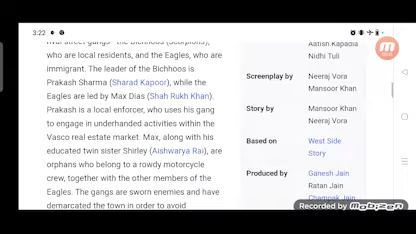 3:22
rival street gangs - the Bichhoos (Scorpions),
who are local residents, and the Eagles, who are
immigrant. The leader of the Bichhoos is
Prakash Sharma (Sharad Kapoor), while the
Eagles are led by Max Dias (Shah Rukh Khan).
Prakash is a local enforcer, who uses his gang
to engage in underhanded activities within the
Vasco real estate market. Max, along with his
educated twin sister Shirley (Aishwarya Rai), are
orphans who belong to a rowdy motorcycle
crew, together with the other members of the
Eagles. The gangs are sworn enemies and have
demarcated the town in order to avoid
Aatish Kapadia
Nidhi Tuli
Screenplay by
Neeraj Vora
Mansoor Khan
Story by
Mansoor Khan
Neeraj Vora
Based on
West Side
Story
Produced by
Ganesh Jain
Ratan Jain
Champak Jain
Recorded by mobizen